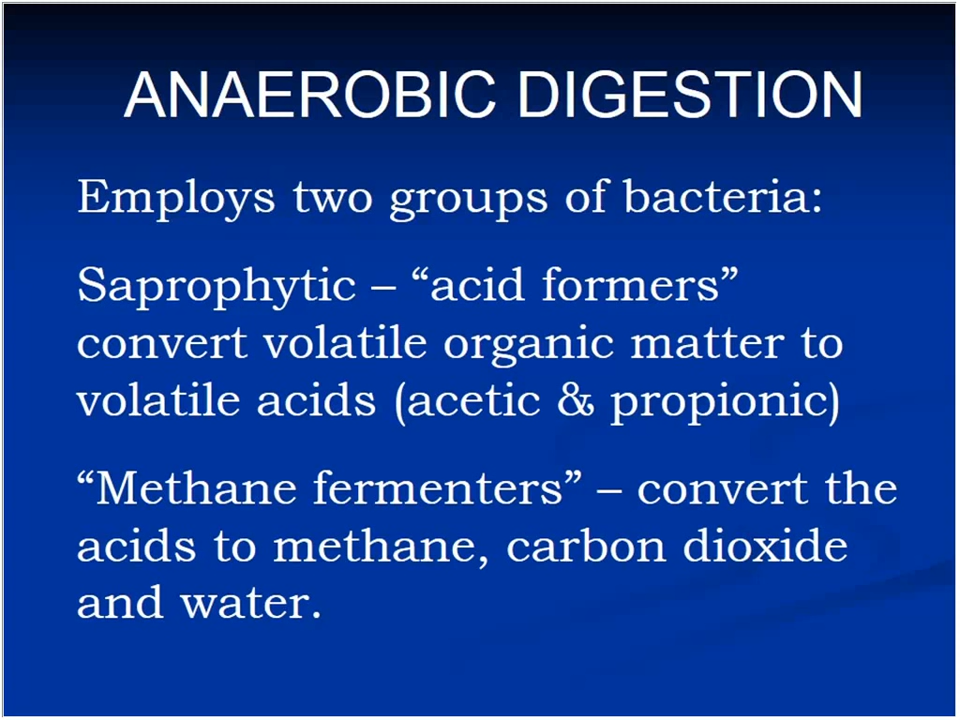 ANAEROBIC DIGESTION
Employs two groups of bacteria:
Saprophytic – “acid formers”
convert volatile organic matter to
volatile acids (acetic & propionic)
“Methane fermenters” – convert the
acids to methane, carbon dioxide
and water.